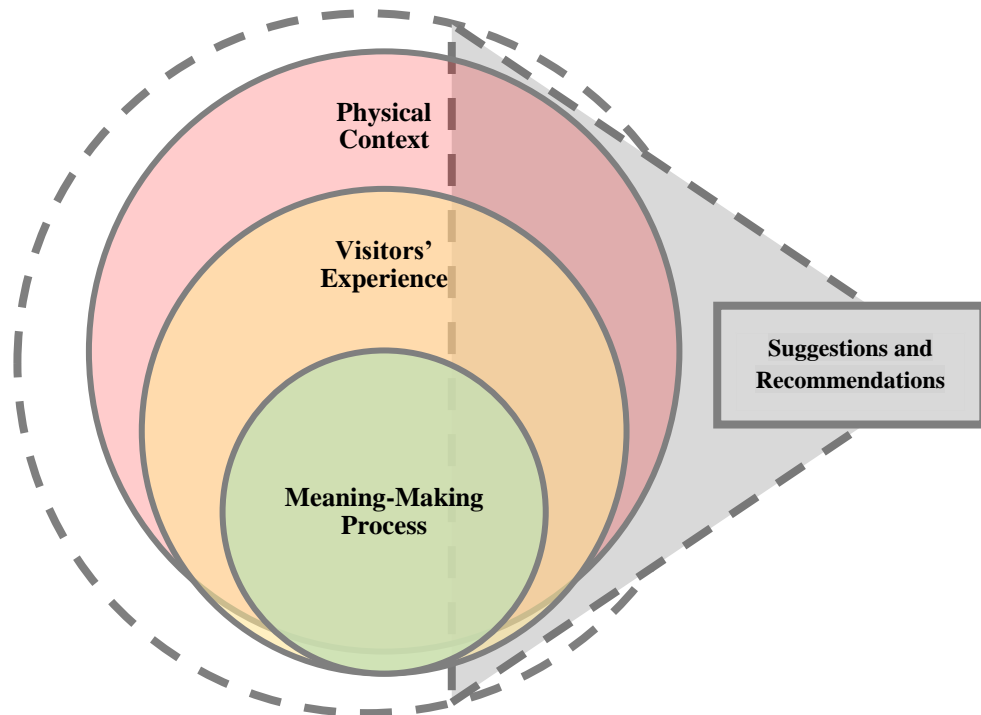 Physical
Context
Visitors’
Experience
Suggestions and
Recommendations
Meaning-Making
Process